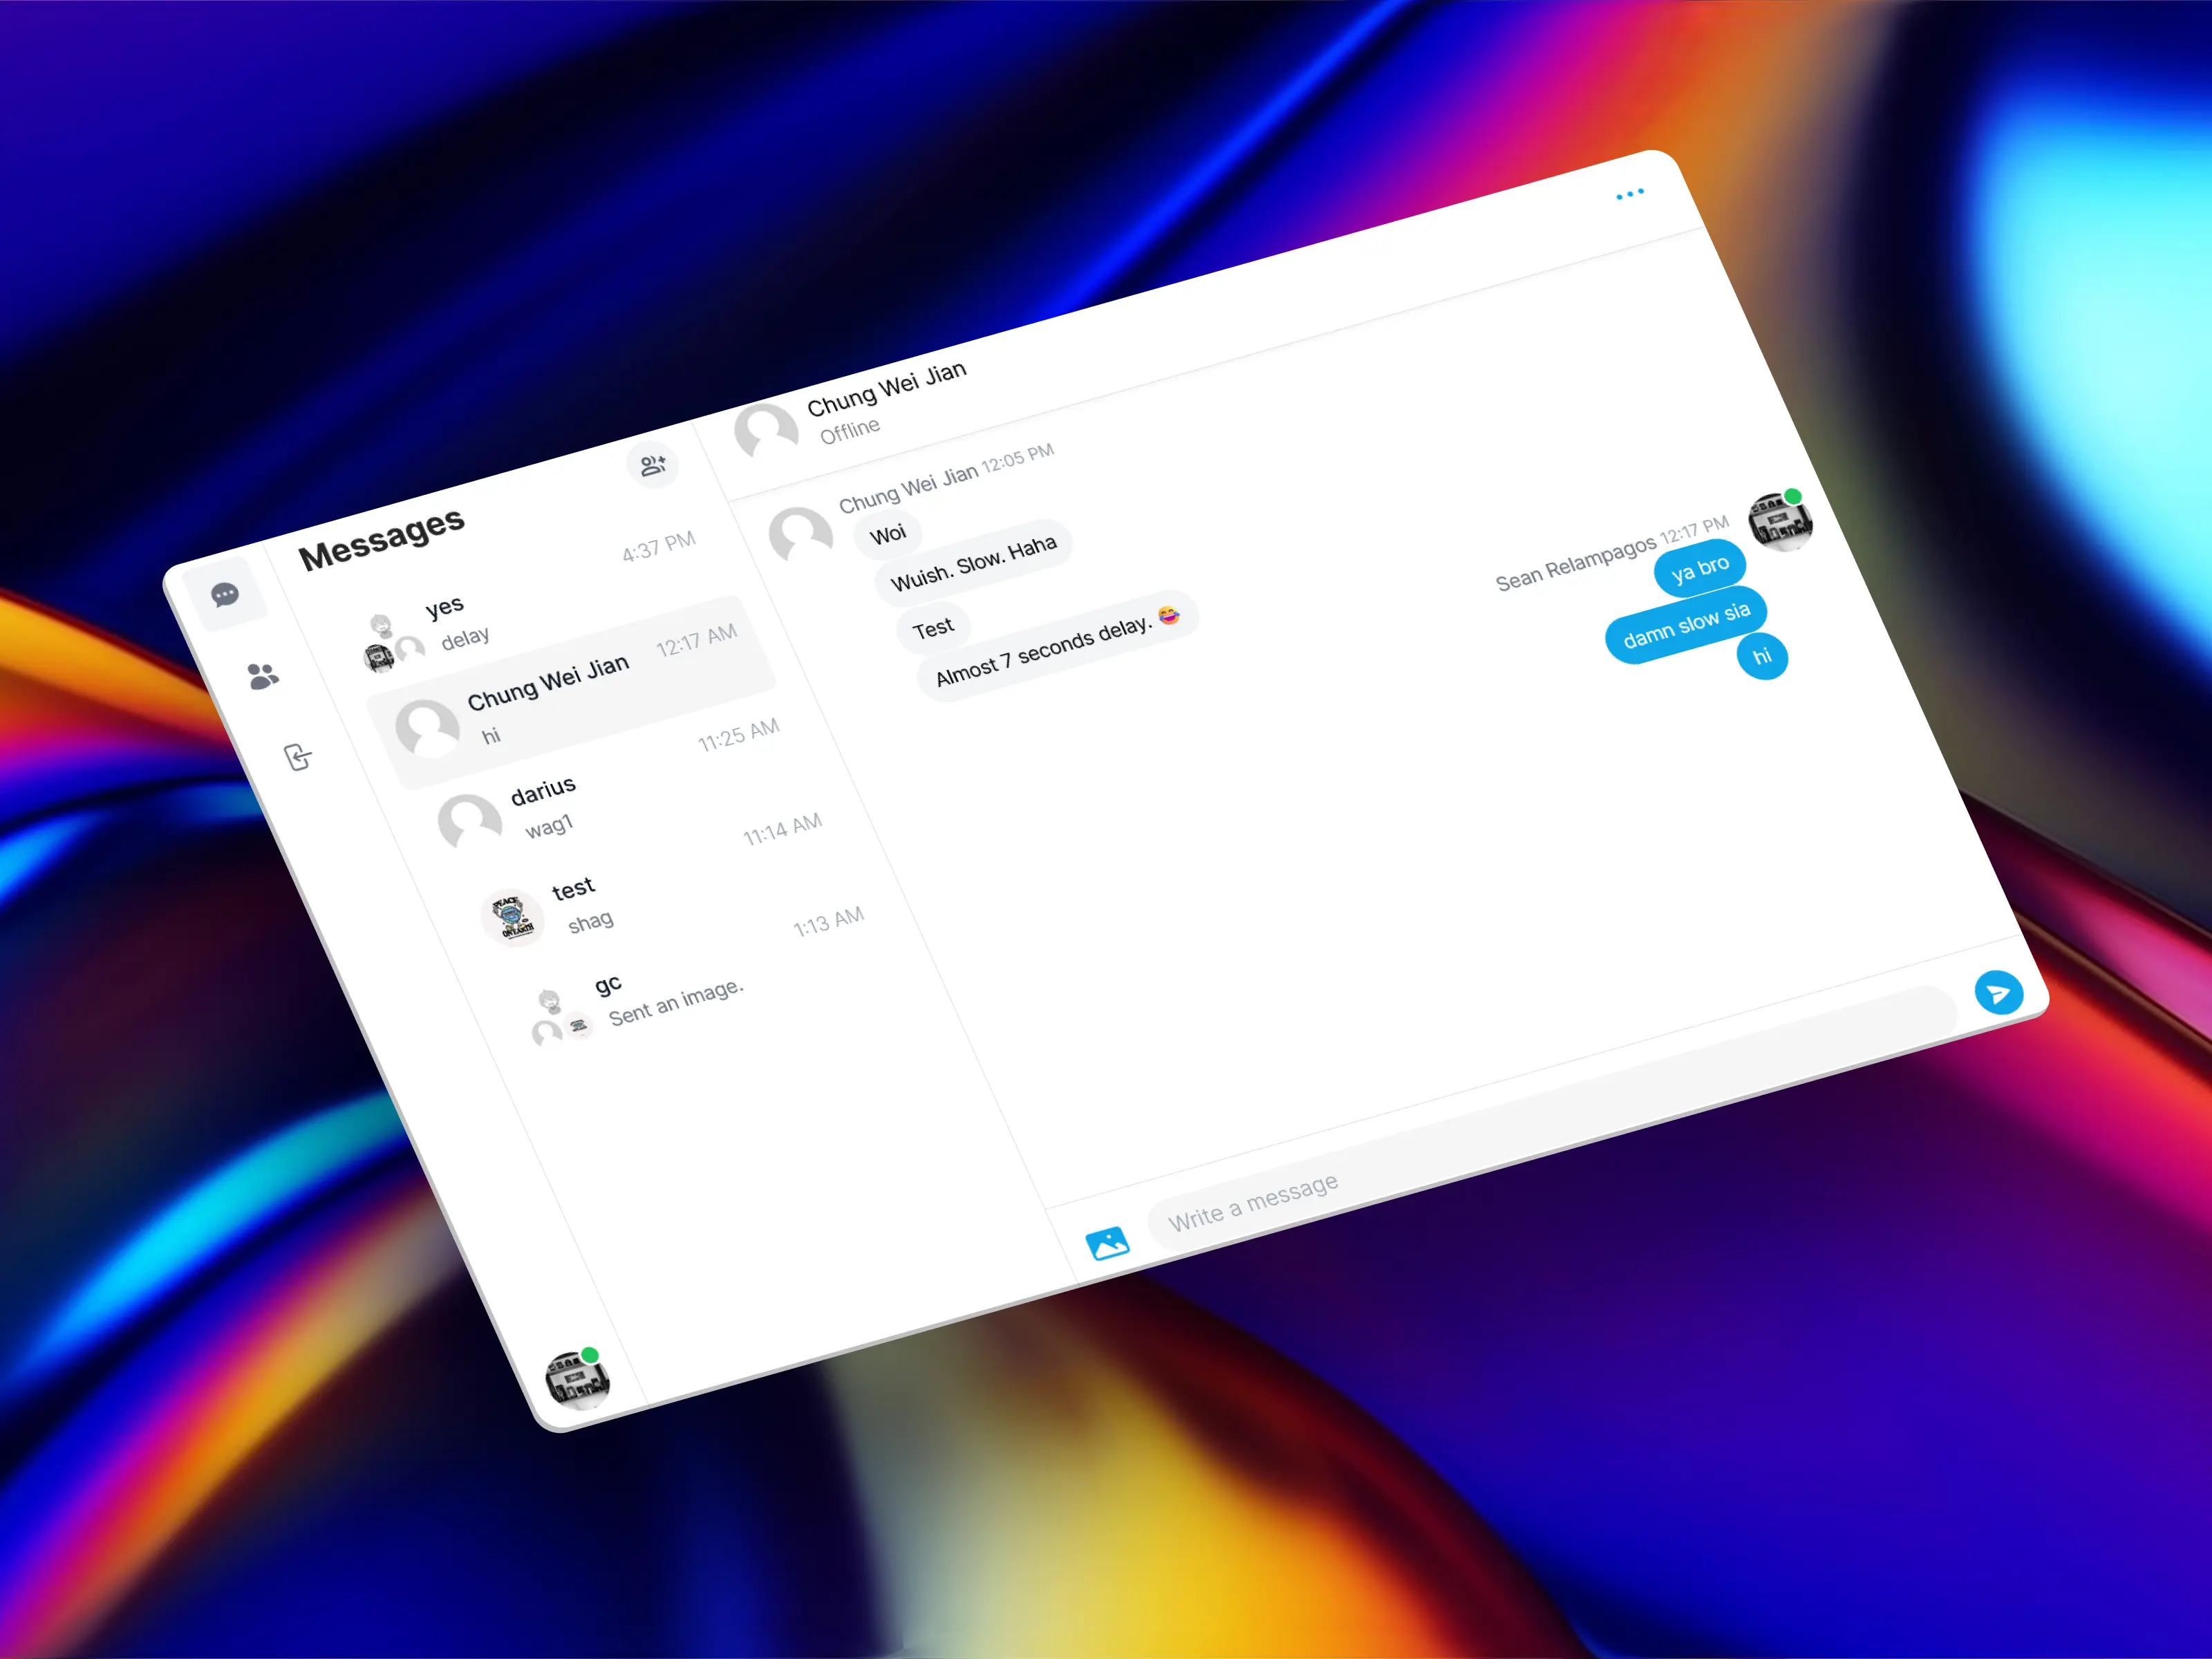 Messages
yes
4:37 PM
delay
Chung Wei Jian
12:17 AM
hi
darius
11:25 AM
wag1
test
11:14 AM
shag
gc
1:13 AM
Sent an image.
PEACE
ON EARTH
Chung Wei Jian
Offline
Chung Wei Jian 12:05 PM
Woi
Wuish. Slow. Haha
Test
Almost 7 seconds delay. 😂
Sean Relampagos 12:17 PM
ya bro
damn slow sia
hi
Write a message